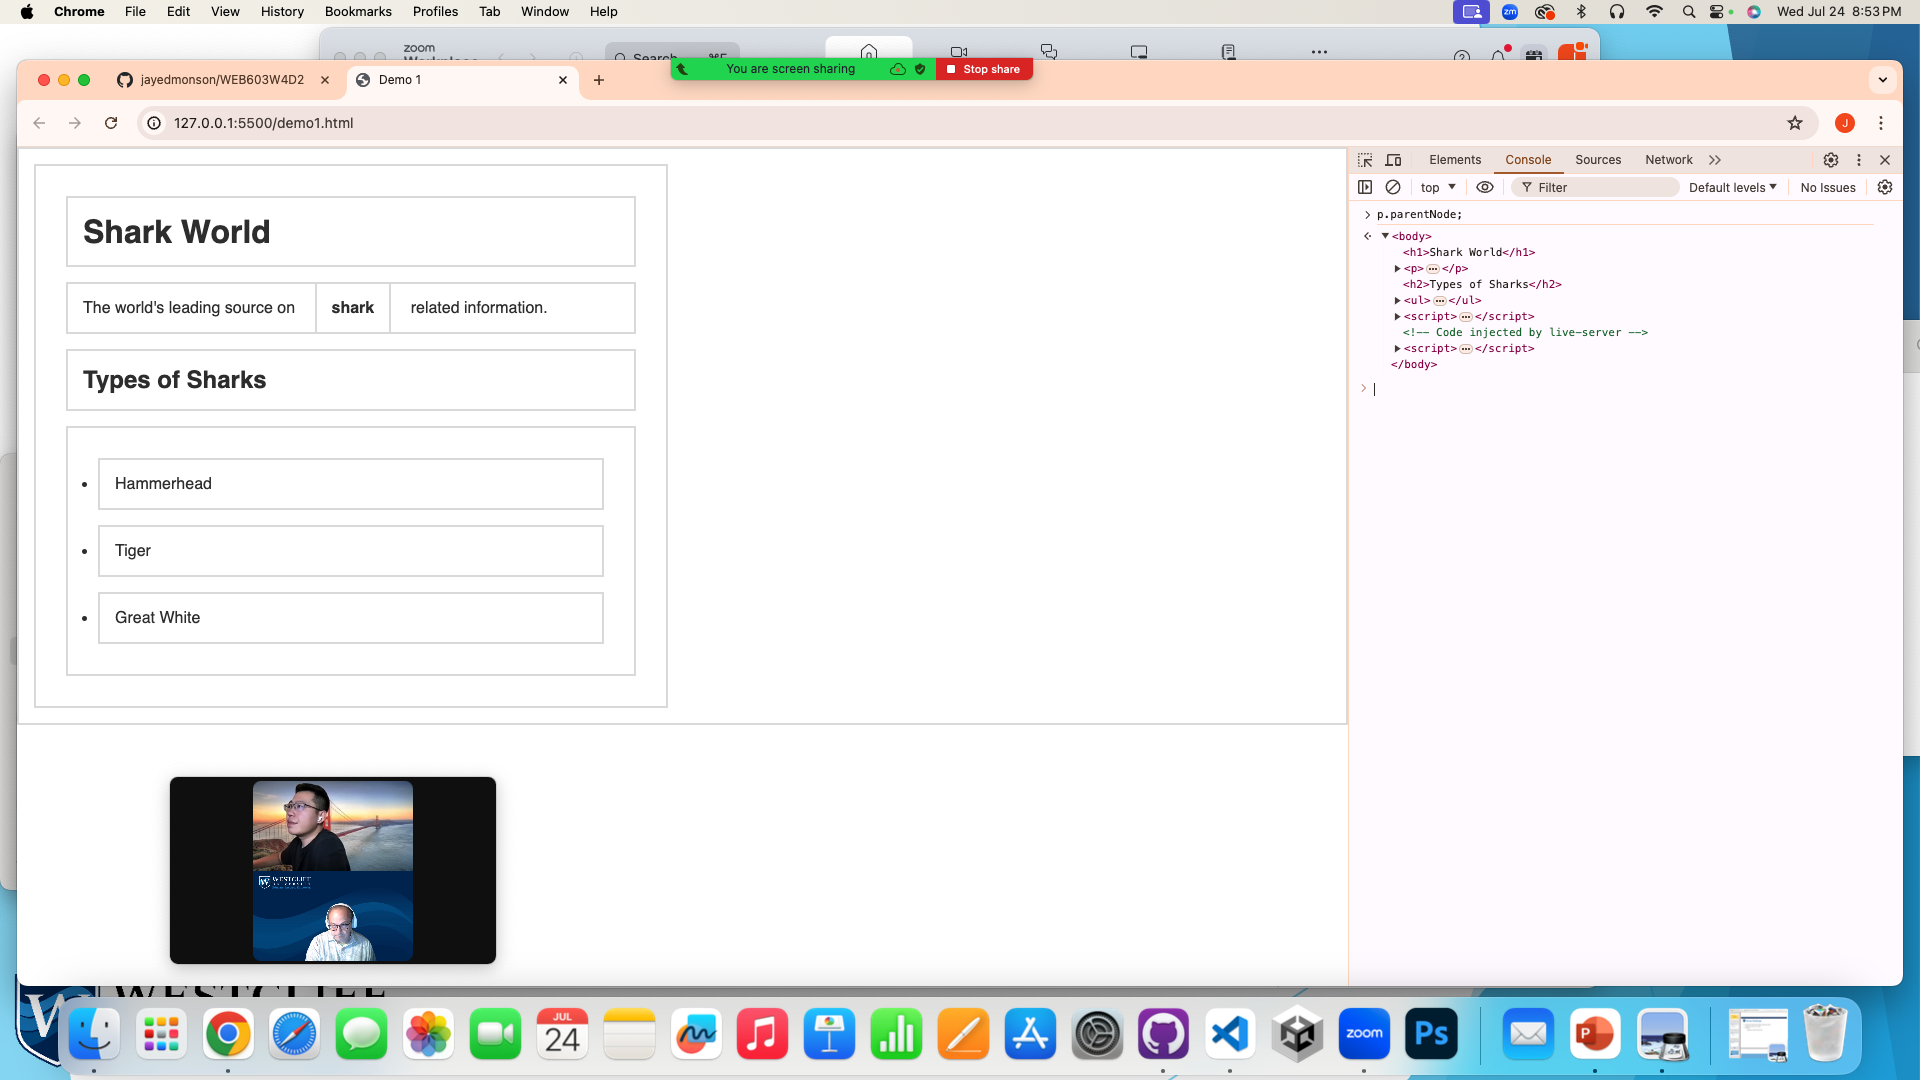 Chrome File Edit View History Bookmarks Profiles Tab Window Help
zm
Wed Jul 24 8:53 PM
zoom
Search
You are screen sharing
Stop share
jayedmonson/WEB603W4D2
Demo 1
127.0.0.1:5500/demo1.html
J
Elements Console Sources Network
top Filter Default levels No Issues
Shark World
The world's leading source on shark related information.
Types of Sharks
Hammerhead
Tiger
Great White
p.parentNode;
<body>
<h1>Shark World</h1>
<p>…</p>
<h2>Types of Sharks</h2>
<ul>…</ul>
<script>…</script>
<!-- Code injected by live-server -->
<script>…</script>
</body>
WESTCLIFF
JUL
24
zoom
Ps
P